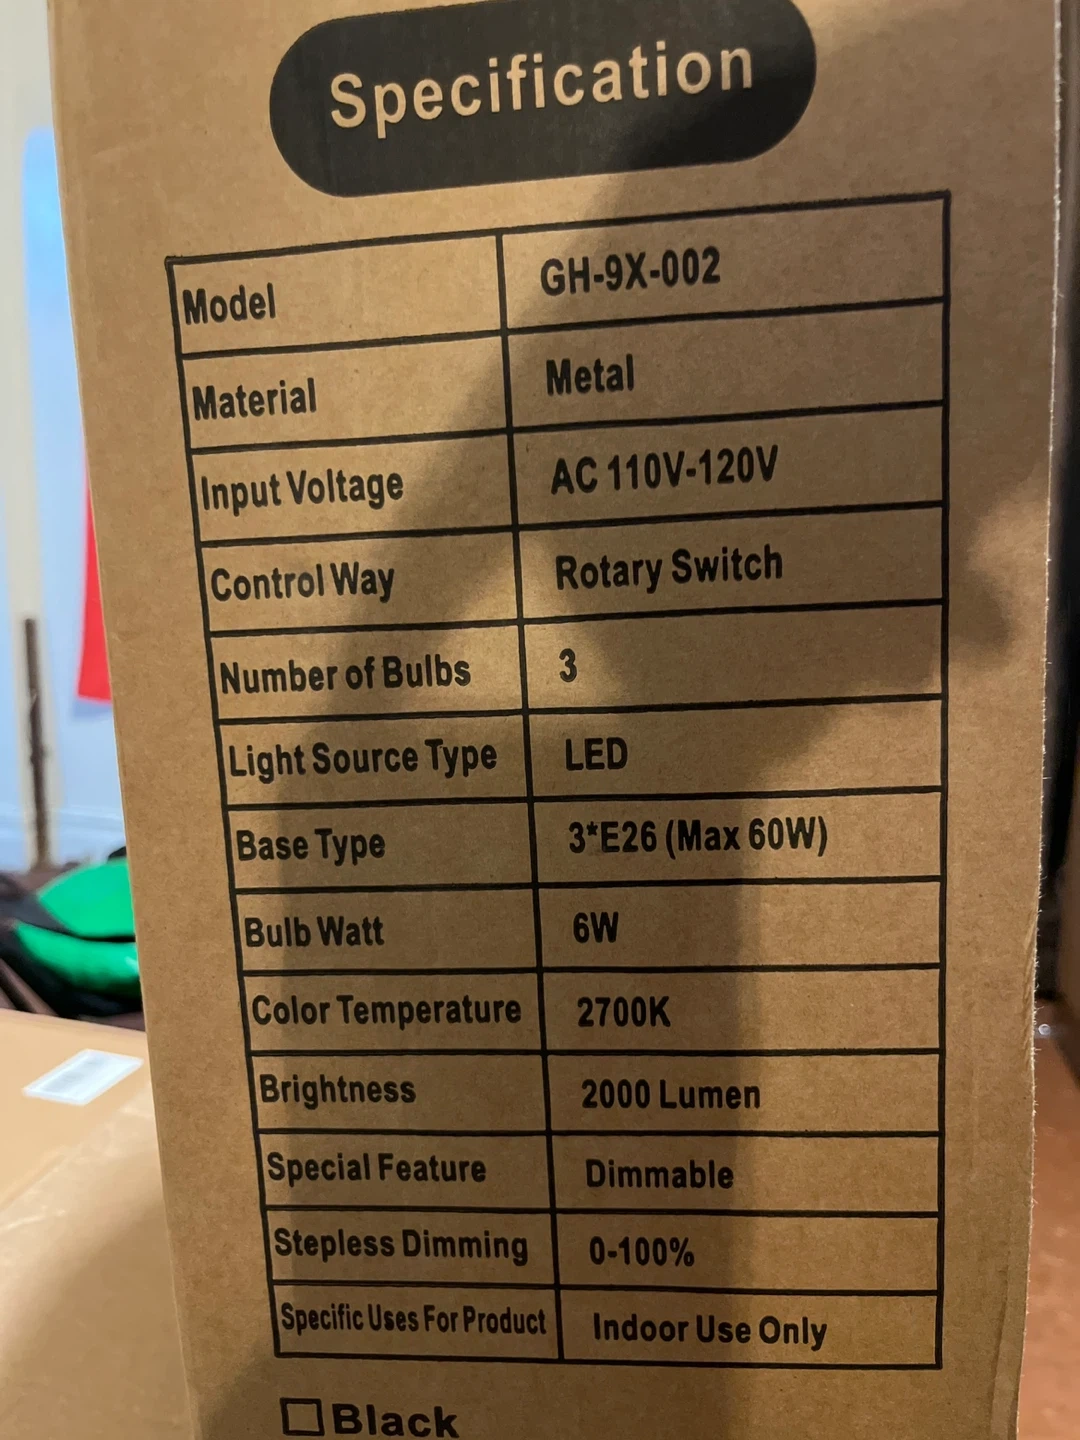 Specification
Model GH-9X-002
Material Metal
Input Voltage AC 110V-120V
Control Way Rotary Switch
Number of Bulbs 3
Light Source Type LED
Base Type 3*E26 (Max 60W)
Bulb Watt 6W
Color Temperature 2700K
Brightness 2000 Lumen
Special Feature Dimmable
Stepless Dimming 0-100%
Specific Uses For Product Indoor Use Only
Black